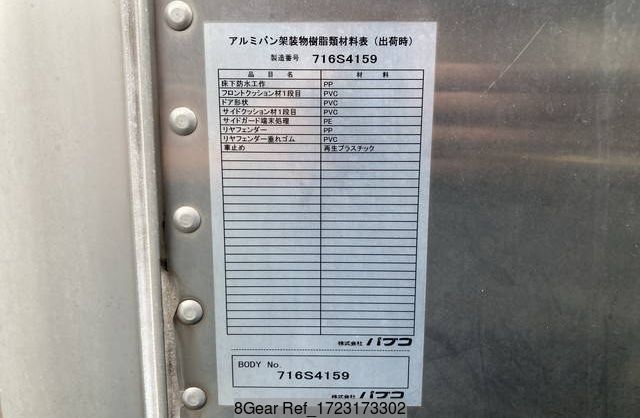 アルミバン架装物樹脂類材料表（出荷時）
製造番号 716S4159
品目名 材料
床下防水工作 PP
フロントクッション材1段目 PVC
ドア形状 PVC
サイドクッション材1段目 PVC
サイドガード端末処理 PE
リヤフェンダー PP
リヤフェンダー垂れゴム PVC
車止め 再生プラスチック
株式会社 パブコ
BODY No.
716S4159
株式会社 パブコ
8Gear Ref_1723173302